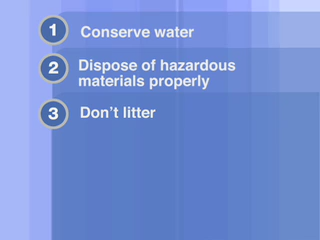 1 Conserve water
2 Dispose of hazardous
materials properly
3 Don't litter